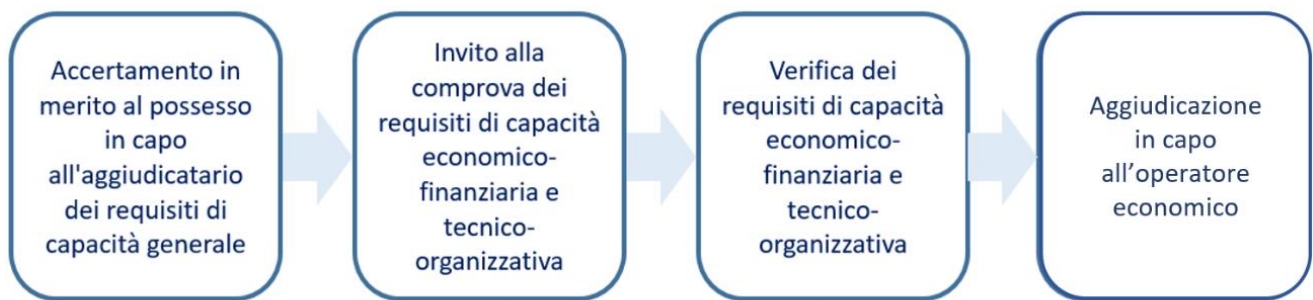 Accertamento in
merito al possesso
in capo
all'aggiudicatario
dei requisiti di
capacità generale
Invito alla
comprova dei
requisiti di capacità
economico-
finanziaria e
tecnico-
organizzativa
Verifica dei
requisiti di capacità
economico-
finanziaria e
tecnico-
organizzativa
Aggiudicazione
in capo
all’operatore
economico